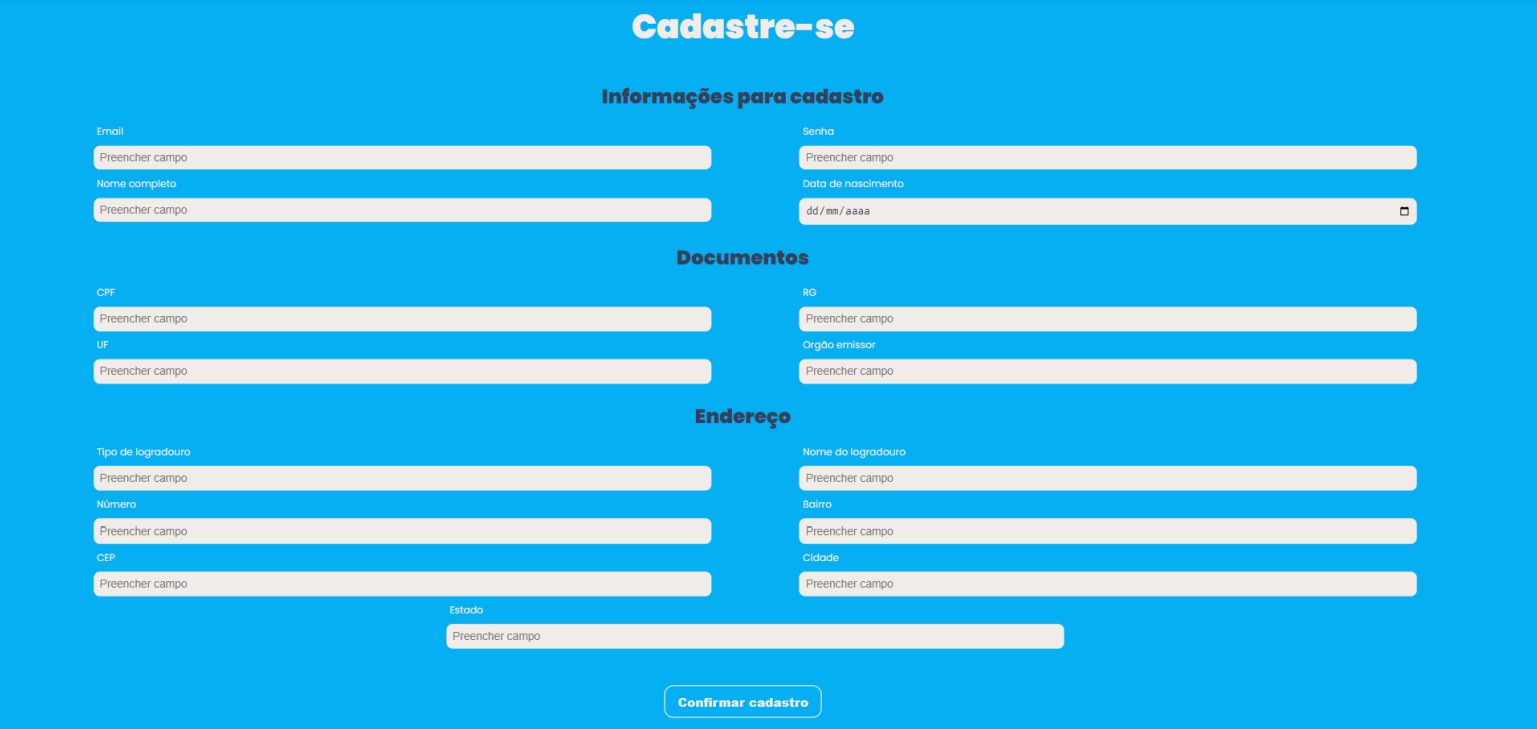 Cadastre-se
Informações para cadastro
Email Senha
Preencher campo Preencher campo
Nome completo Data de nascimento
Preencher campo dd/mm/aaaa
Documentos
CPF RG
Preencher campo Preencher campo
UF Orgão emissor
Preencher campo Preencher campo
Endereço
Tipo de logradouro Nome do logradouro
Preencher campo Preencher campo
Número Bairro
Preencher campo Preencher campo
CEP Cidade
Preencher campo Preencher campo
Estado
Preencher campo
Confirmar cadastro